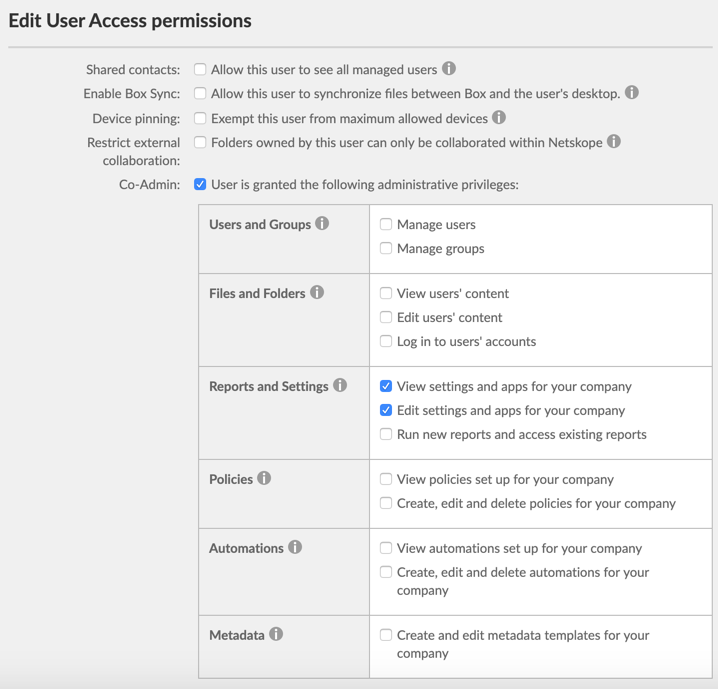 Edit User Access permissions
Shared contacts: Allow this user to see all managed users
Enable Box Sync: Allow this user to synchronize files between Box and the user's desktop.
Device pinning: Exempt this user from maximum allowed devices
Restrict external collaboration: Folders owned by this user can only be collaborated within Netskope
Co-Admin: User is granted the following administrative privileges:
Users and Groups
Manage users
Manage groups
Files and Folders
View users' content
Edit users' content
Log in to users' accounts
Reports and Settings
View settings and apps for your company
Edit settings and apps for your company
Run new reports and access existing reports
Policies
View policies set up for your company
Create, edit and delete policies for your company
Automations
View automations set up for your company
Create, edit and delete automations for your
company
Metadata
Create and edit metadata templates for your
company